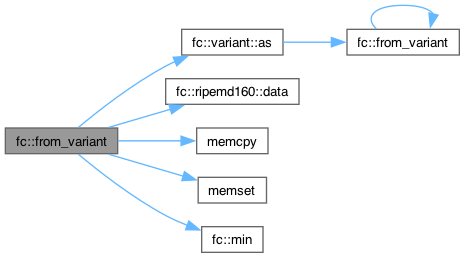 fc::from_variant
fc::variant::as
fc::from_variant
fc::ripemd160::data
memcpy
memset
fc::min